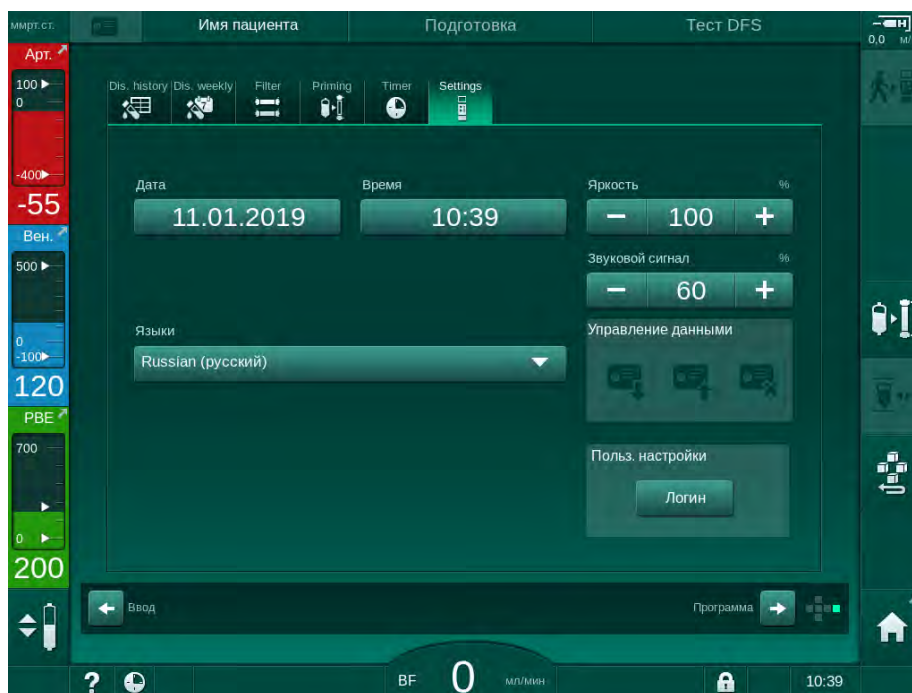 ммрт.ст.
Имя пациента
Подготовка
Тест DFS
0,0 м/
Арт.
100
0
-400
-55
Вен.
500
0
-100
120
PBE
700
0
200
Dis. history
Dis. weekly
Filter
Priming
Timer
Settings
7
Дата
Время
Яркость %
11.01.2019
10:39
− 100 +
Звуковой сигнал %
− 60 +
Языки
Управление данными
Russian (русский)
Польз. настройки
Логин
Ввод
Программа
? BF 0 мл/мин 10:39